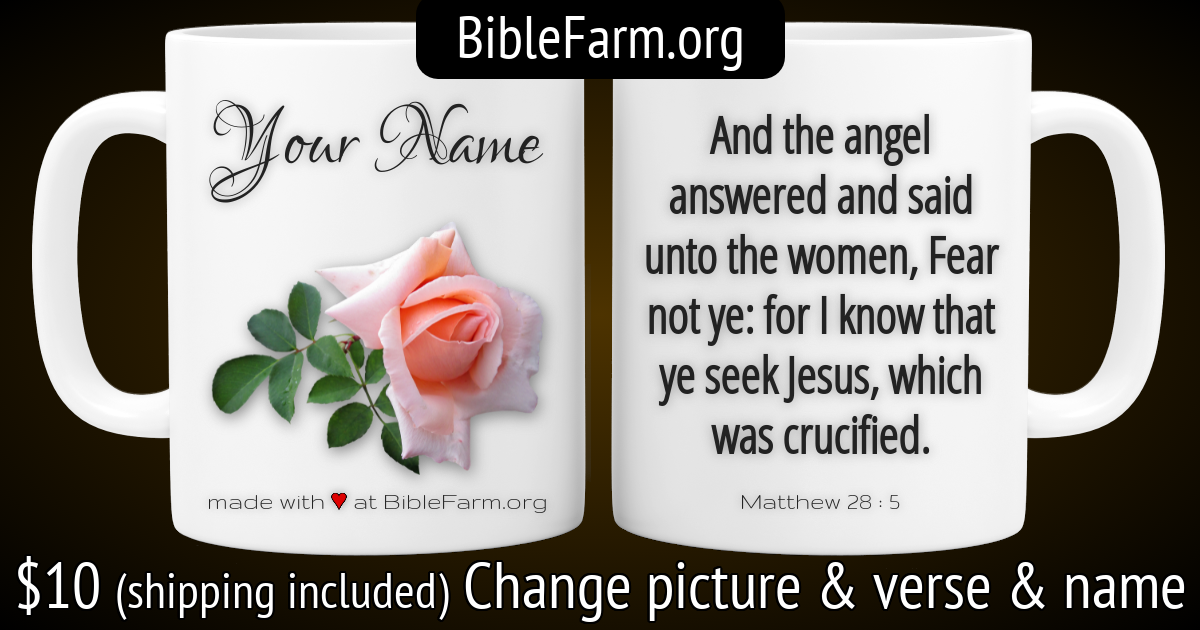 BibleFarm.org
Your Name
made with ♥ at BibleFarm.org
And the angel
answered and said
unto the women, Fear
not ye: for I know that
ye seek Jesus, which
was crucified.
Matthew 28 : 5
$10 (shipping included) Change picture & verse & name